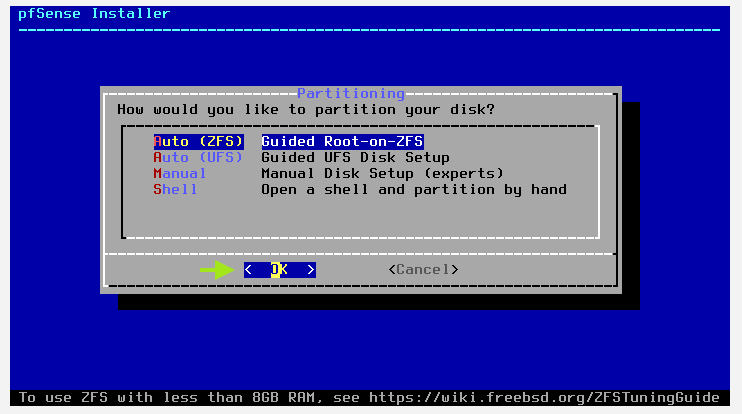 pfSense Installer
Partitioning
How would you like to partition your disk?
Auto (ZFS) Guided Root-on-ZFS
Auto (UFS) Guided UFS Disk Setup
Manual Manual Disk Setup (experts)
Shell Open a shell and partition by hand
< OK > <Cancel>
To use ZFS with less than 8GB RAM, see https://wiki.freebsd.org/ZFSTuningGuide